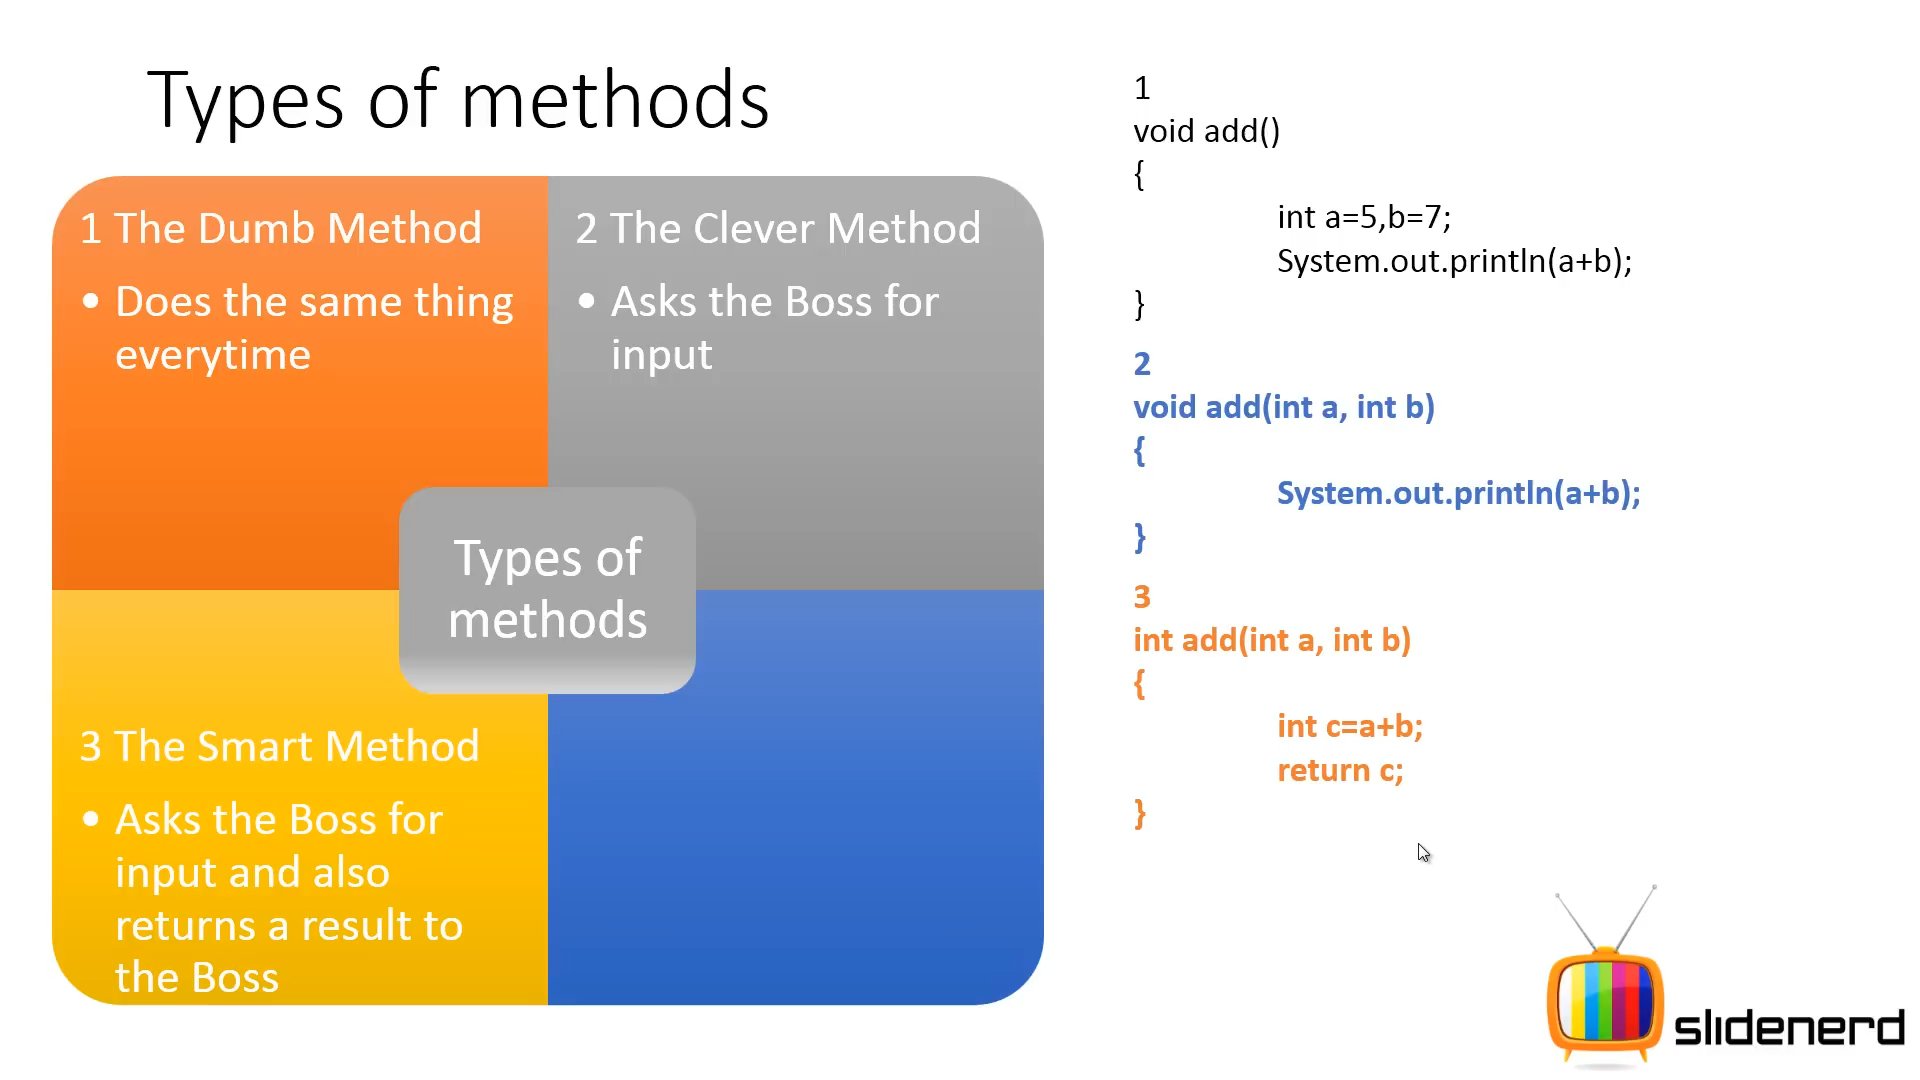 Types of methods
1 The Dumb Method
• Does the same thing
everytime
2 The Clever Method
• Asks the Boss for
input
Types of
methods
3 The Smart Method
• Asks the Boss for
input and also
returns a result to
the Boss
1
void add()
{
int a=5,b=7;
System.out.println(a+b);
}
2
void add(int a, int b)
{
System.out.println(a+b);
}
3
int add(int a, int b)
{
int c=a+b;
return c;
}
slidenerd